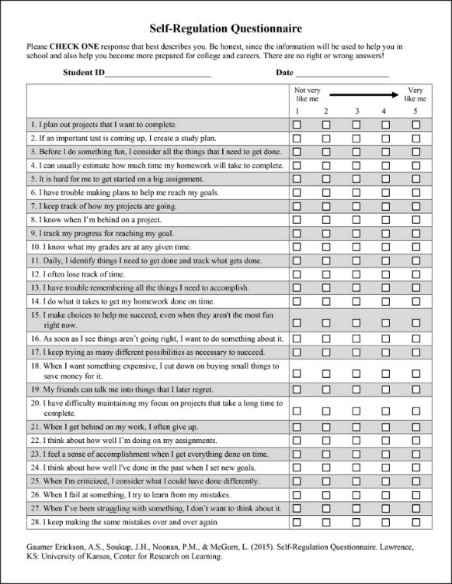 Self-Regulation Questionnaire
Please CHECK ONE response that best describes you. Be honest, since the information will be used to help you in
school and also help you become more prepared for college and careers. There are no right or wrong answers!
Student ID____________________ Date ____________________
Not very Very
like me like me
1 2 3 4 5
1. I plan out projects that I want to complete.
2. If an important test is coming up, I create a study plan.
3. Before I do something fun, I consider all the things that I need to get done.
4. I can usually estimate how much time my homework will take to complete.
5. It is hard for me to get started on a big assignment.
6. I have trouble making plans to help me reach my goals.
7. I keep track of how my projects are going.
8. I know when I'm behind on a project.
9. I track my progress for reaching my goal.
10. I know what my grades are at any given time.
11. Daily, I identify things I need to get done and track what gets done.
12. I often lose track of time.
13. I have trouble remembering all the things I need to accomplish.
14. I do what it takes to get my homework done on time.
15. I make choices to help me succeed, even when they aren't the most fun
right now.
16. As soon as I see things aren't going right, I want to do something about it.
17. I keep trying as many different possibilities as necessary to succeed.
18. When I want something expensive, I cut down on buying small things to
save money for it.
19. My friends can talk me into things that I later regret.
20. I have difficulty maintaining my focus on projects that take a long time to
complete.
21. When I get behind on my work, I often give up.
22. I think about how well I'm doing on my assignments.
23. I feel a sense of accomplishment when I get everything done on time.
24. I think about how well I've done in the past when I set new goals.
25. When I'm criticized, I consider what I could have done differently.
26. When I fail at something, I try to learn from my mistakes.
27. When I've been struggling with something, I don't want to think about it.
28. I keep making the same mistakes over and over again.
Gaumer Erickson, A.S., Soukup, J.H., Noonan, P.M., & McGurn, L. (2015). Self-Regulation Questionnaire. Lawrence,
KS: University of Kansas, Center for Research on Learning.